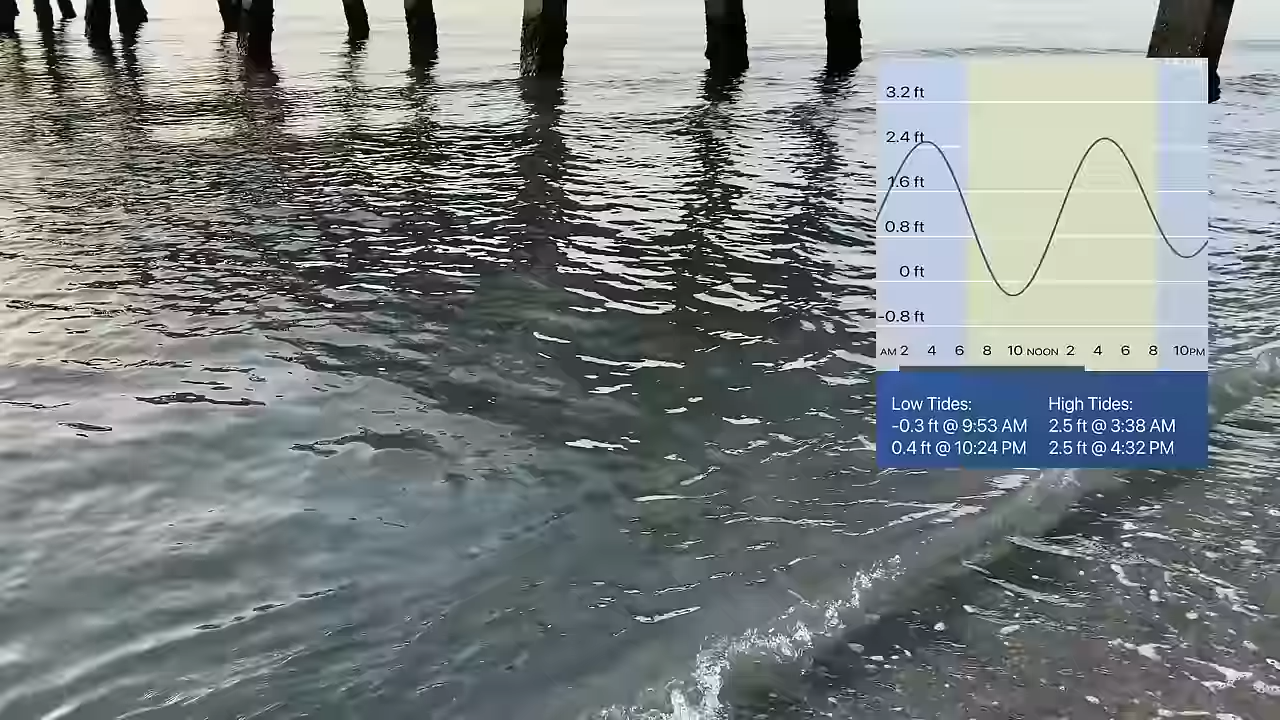 3.2 ft
2.4 ft
1.6 ft
0.8 ft
0 ft
-0.8 ft
AM 2 4 6 8 10 NOON 2 4 6 8 10 PM
Low Tides:
-0.3 ft @ 9:53 AM
0.4 ft @ 10:24 PM
High Tides:
2.5 ft @ 3:38 AM
2.5 ft @ 4:32 PM